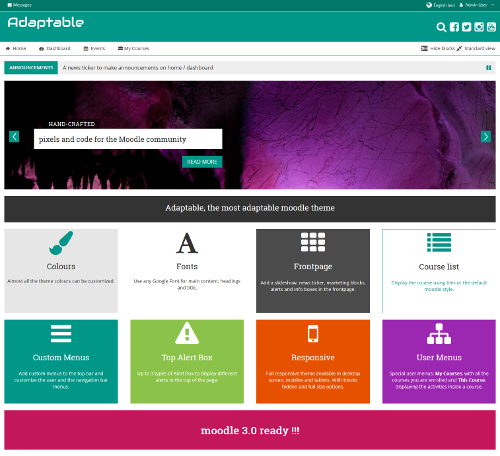 Messages
English (en)
Admin User
Adaptable
Home
Dashboard
Events
My Courses
Hide blocks
Standard view
ANNOUNCEMENTS
A news ticker to make announcements on home / dashboard
HAND-CRAFTED
pixels and code for the Moodle community
READ MORE
Adaptable, the most adaptable moodle theme
Colours
Almost all the theme colours can be customized.
Fonts
Use any Google Font for main content, headings
and title.
Frontpage
Add a slideshow, news ticker, marketing blocks,
alerts and info boxes in the frontpage.
Course list
Display the course using tiles or the default
moodle style.
Custom Menus
Add custom menus to the top bar and
customize the user and the navigation bar
menus.
Top Alert Box
Up to 3 types of Alert box to display different
alerts in the top of the page.
Responsive
Full responsive theme available in desktop
screen, mobiles and tablets. With blocks
hidden and full size options.
User Menus
Special user menus: My Courses, with all the
courses you are enrolled and This Course,
displaying the activities inside a course.
moodle 3.0 ready !!!